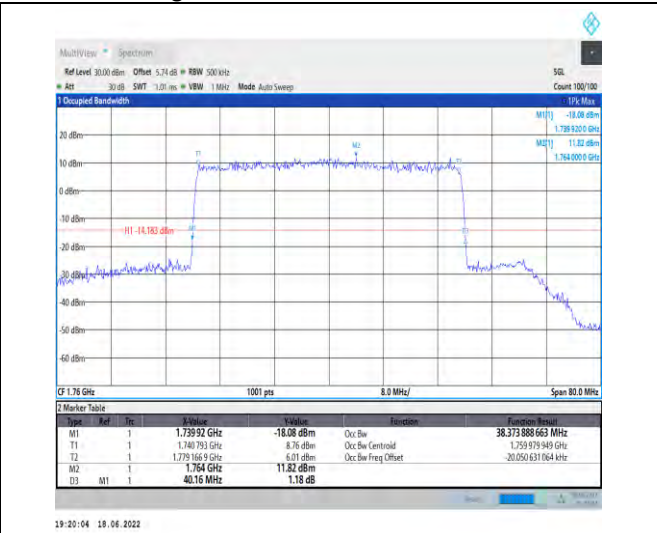 MultiView Spectrum
Ref Level 30.00 dBm Offset 5.74 dB RBW 500 kHz SGL
Att 30 dB SWT 1.01 ms VBW 1 MHz Mode Auto Sweep Count 100/100
1 Occupied Bandwidth 1Pk Max
M1[1] -18.08 dBm
1.739 920 0 GHz
M2[1] 11.82 dBm
1.764 000 0 GHz
20 dBm
M2
T1
10 dBm
0 dBm
-10 dBm
H1 -14.183 dBm M1
-20 dBm
-30 dBm
-40 dBm
-50 dBm
-60 dBm
CF 1.76 GHz 1001 pts 8.0 MHz/ Span 80.0 MHz
2 Marker Table
Type Ref Trc X-Value Y-Value Function Function Result
M1 1 1.739 92 GHz -18.08 dBm Occ Bw 38.373 888 663 MHz
T1 1 1.740 793 GHz 8.76 dBm Occ Bw Centroid 1.759 979 949 GHz
T2 1 1.779 166 9 GHz 6.01 dBm Occ Bw Freq Offset -20.050 631 064 kHz
M2 1 1.764 GHz 11.82 dBm
D3 M1 1 40.16 MHz 1.18 dB
19:20:04 18.06.2022